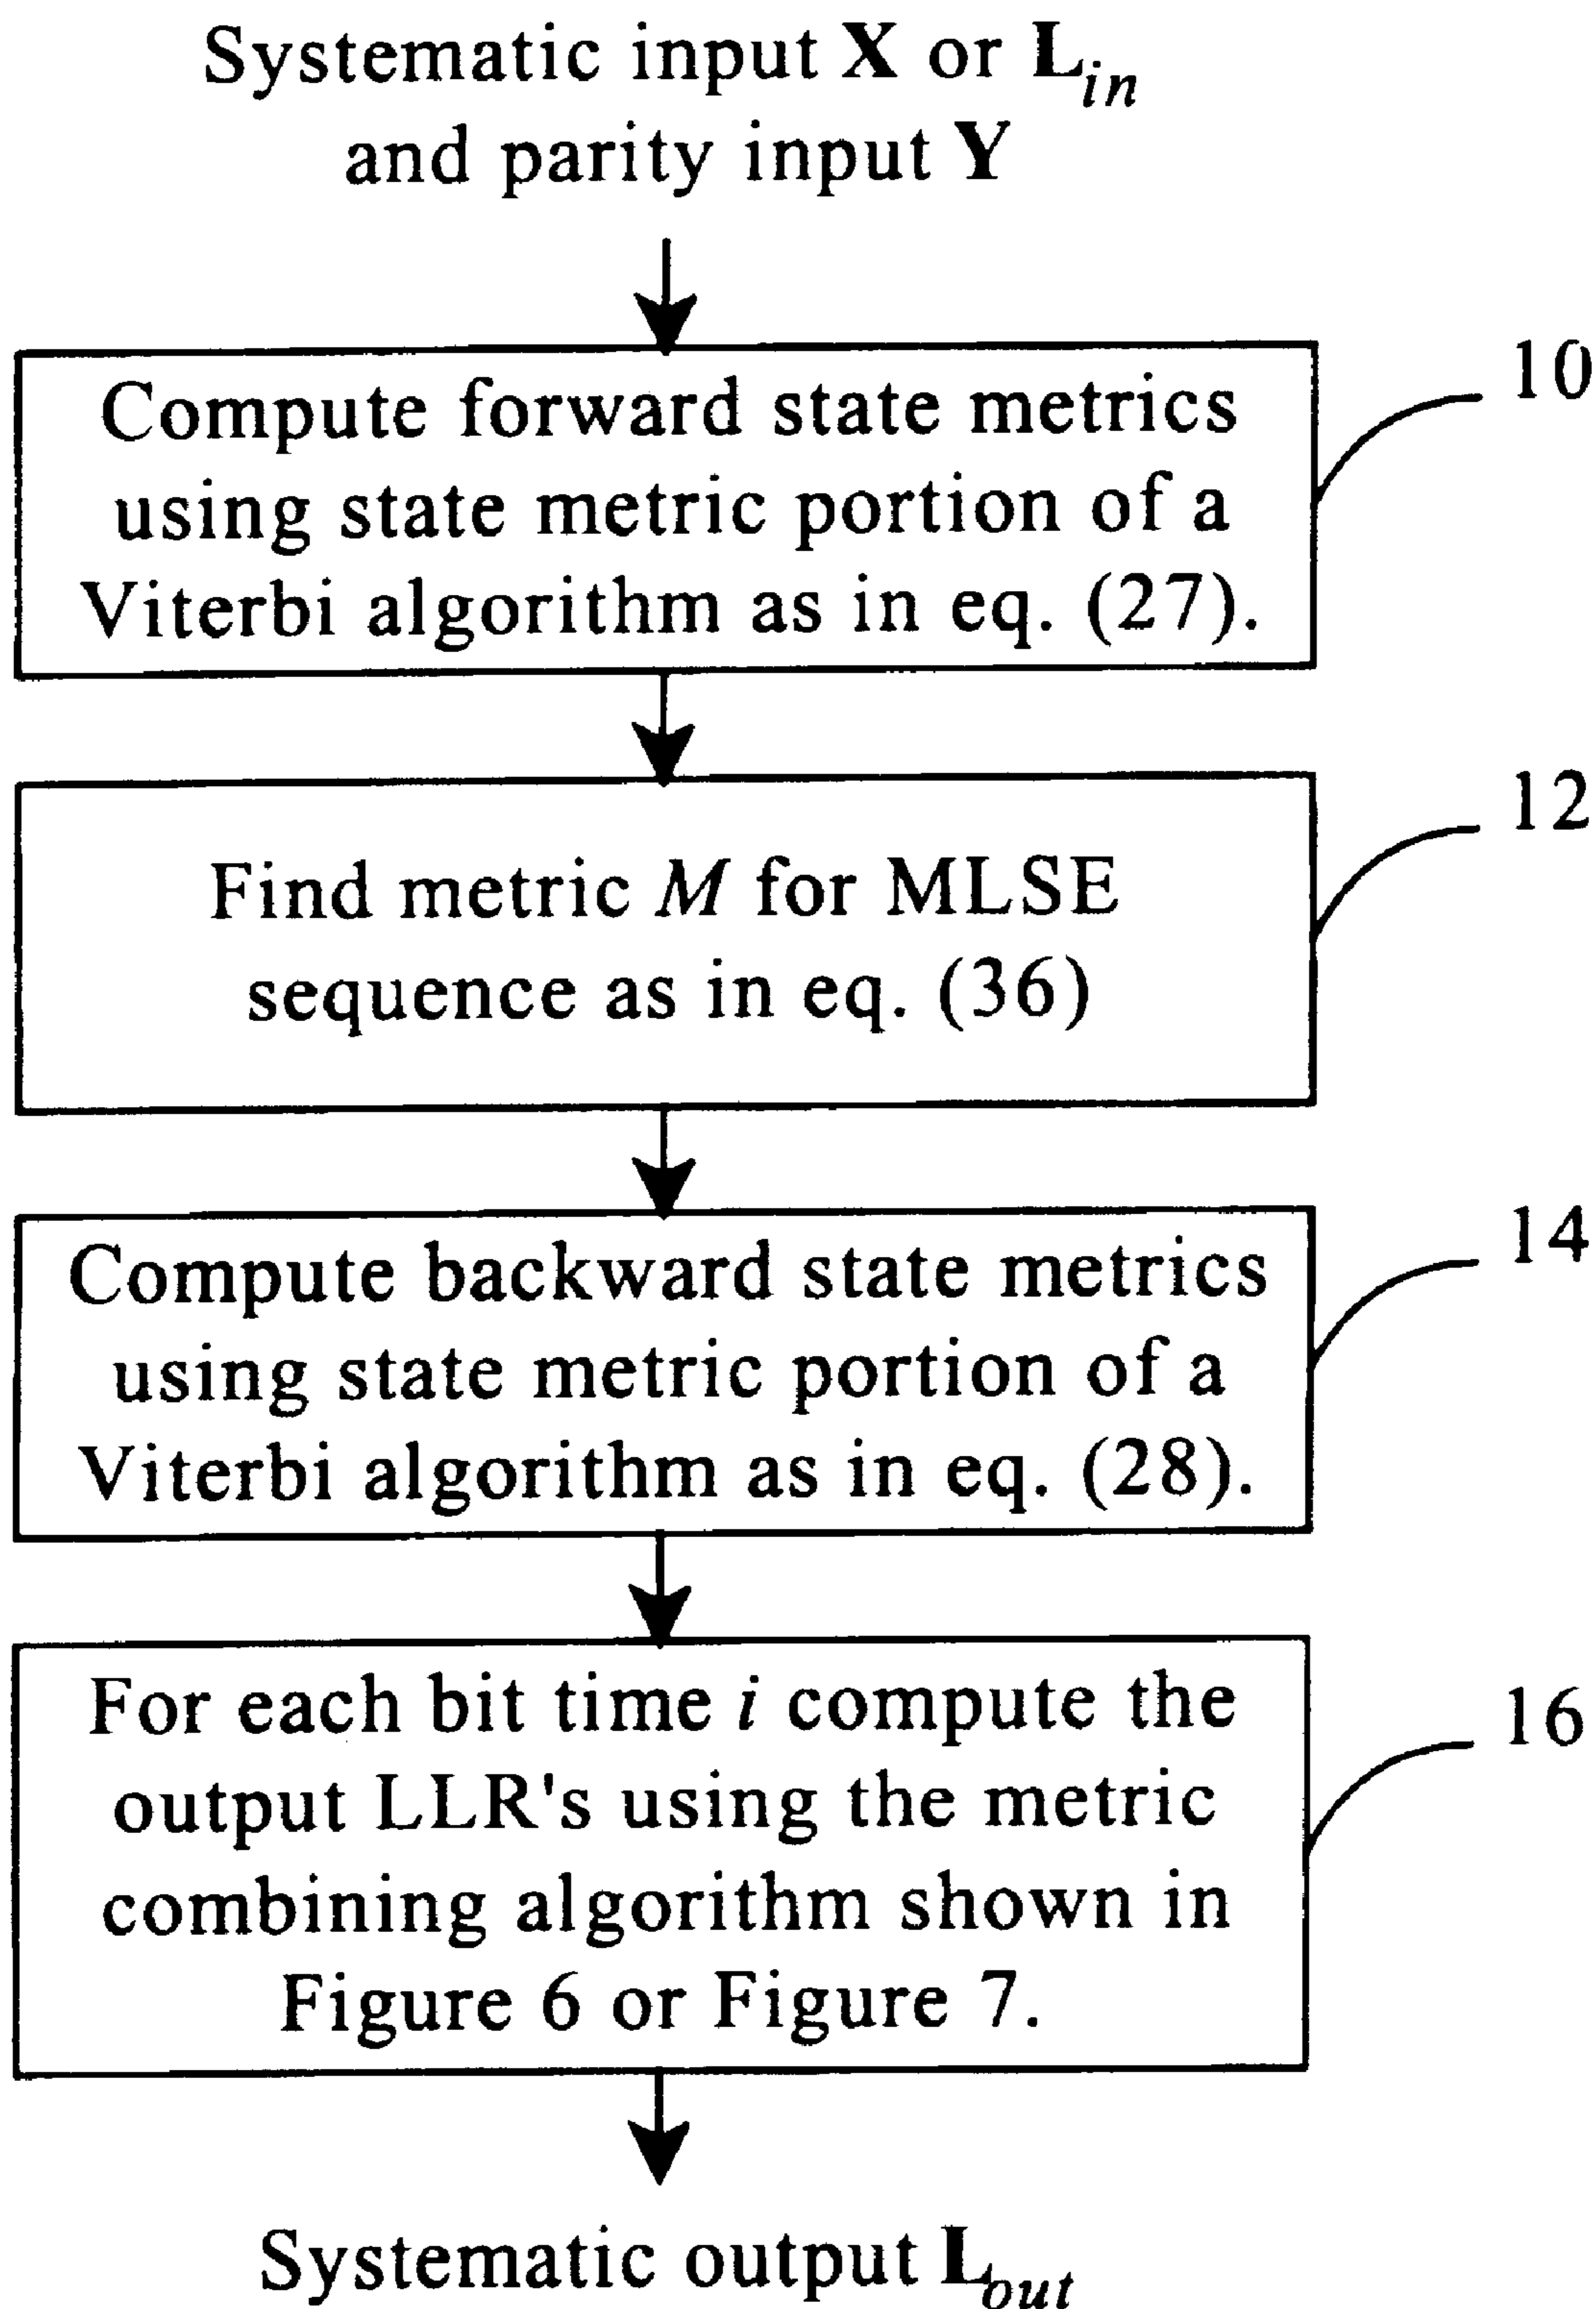 Systematic input X or L_in
and parity input Y
10
Compute forward state metrics
using state metric portion of a
Viterbi algorithm as in eq. (27).
12
Find metric M for MLSE
sequence as in eq. (36)
14
Compute backward state metrics
using state metric portion of a
Viterbi algorithm as in eq. (28).
16
For each bit time i compute the
output LLR's using the metric
combining algorithm shown in
Figure 6 or Figure 7.
Systematic output L_out